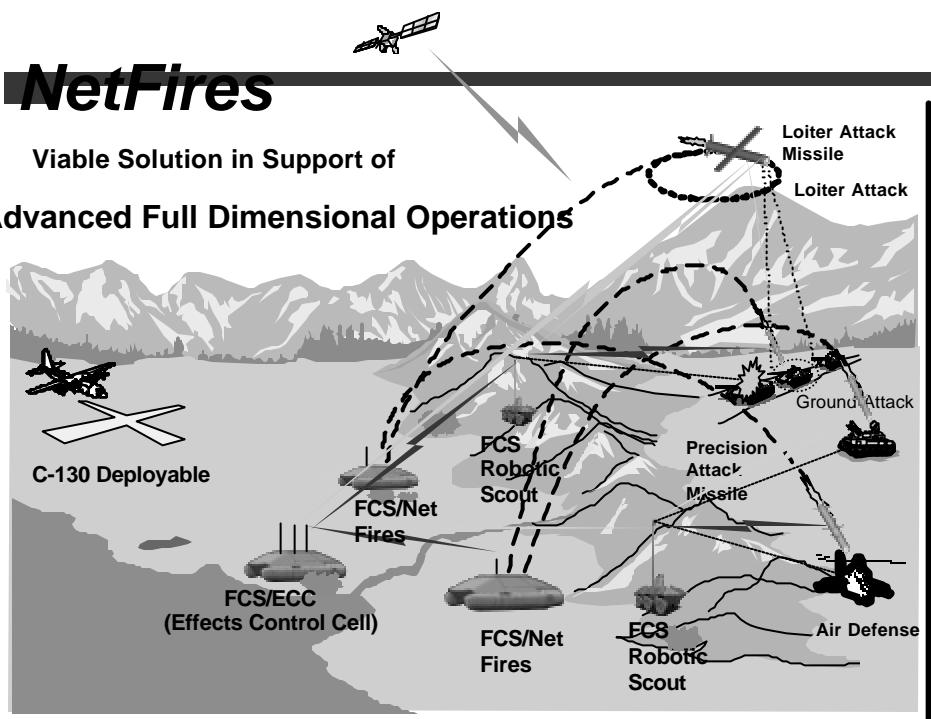 NetFires
Viable Solution in Support of
Advanced Full Dimensional Operations
Loiter Attack
Missile
Loiter Attack
Ground Attack
C-130 Deployable
FCS
Robotic
Scout
Precision
Attack
Missile
FCS/Net
Fires
FCS/ECC
(Effects Control Cell)
FCS/Net
Fires
FCS
Robotic
Scout
Air Defense